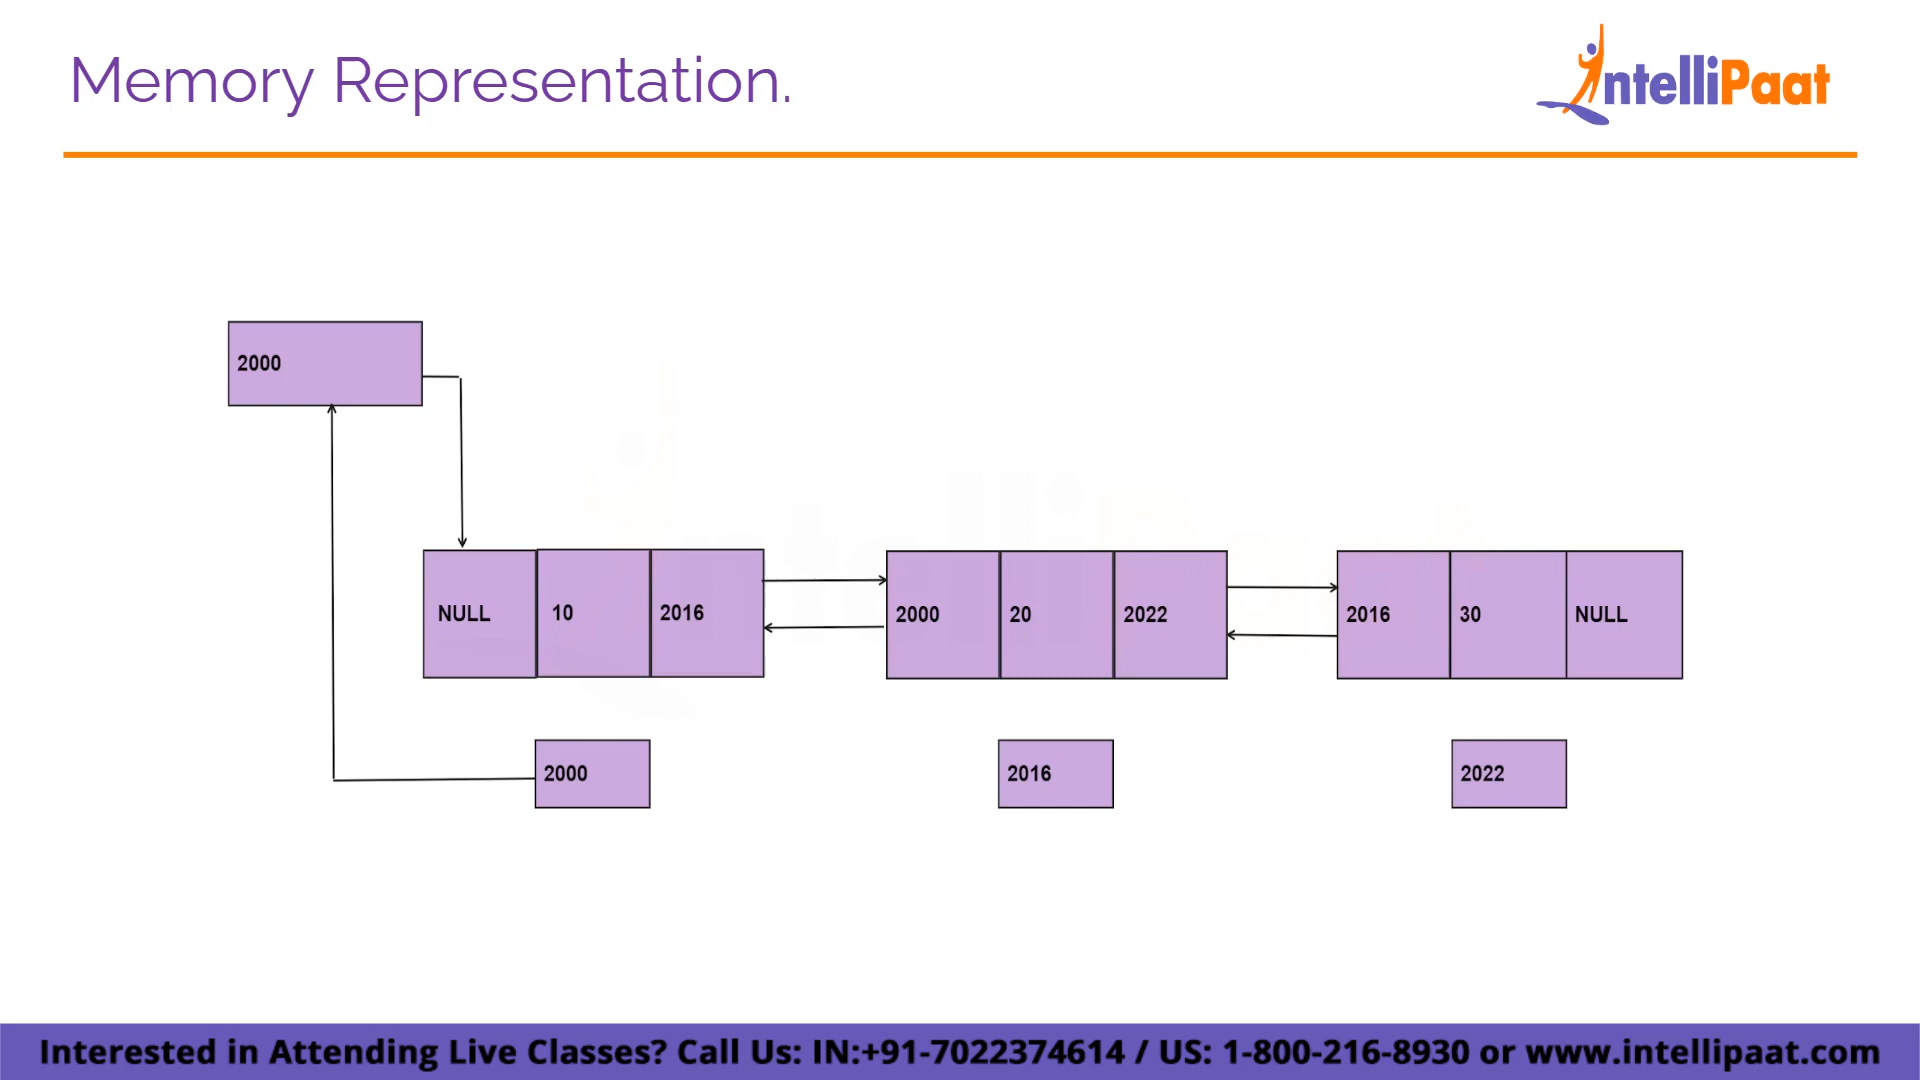 Memory Representation.
IntelliPaat
2000
NULL 10 2016
2000 20 2022
2016 30 NULL
2000
2016
2022
Interested in Attending Live Classes? Call Us: IN:+91-7022374614 / US: 1-800-216-8930 or www.intellipaat.com